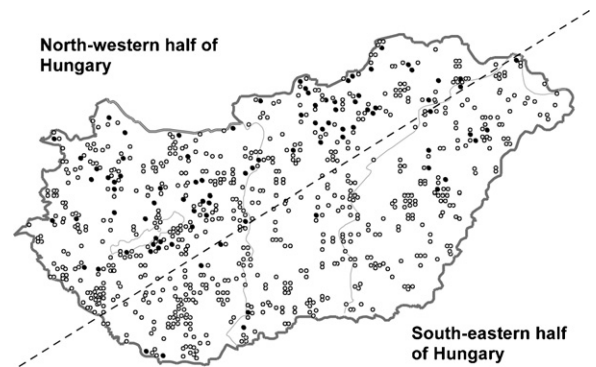 North-western half of
Hungary
South-eastern half
of Hungary